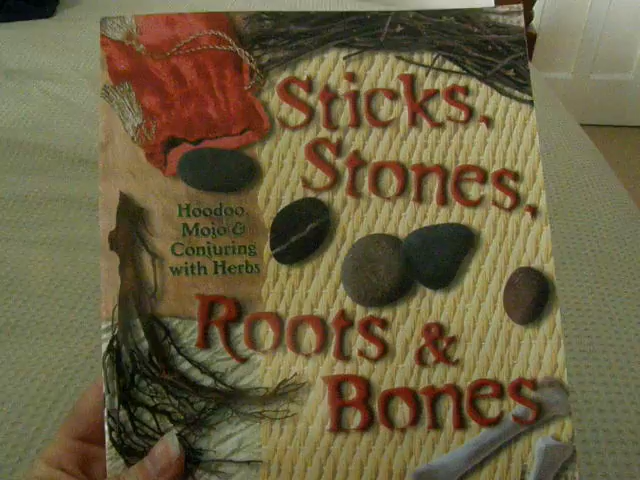 Sticks,
Stones,
Hoodoo,
Mojo &
Conjuring
with Herbs
Roots &
Bones